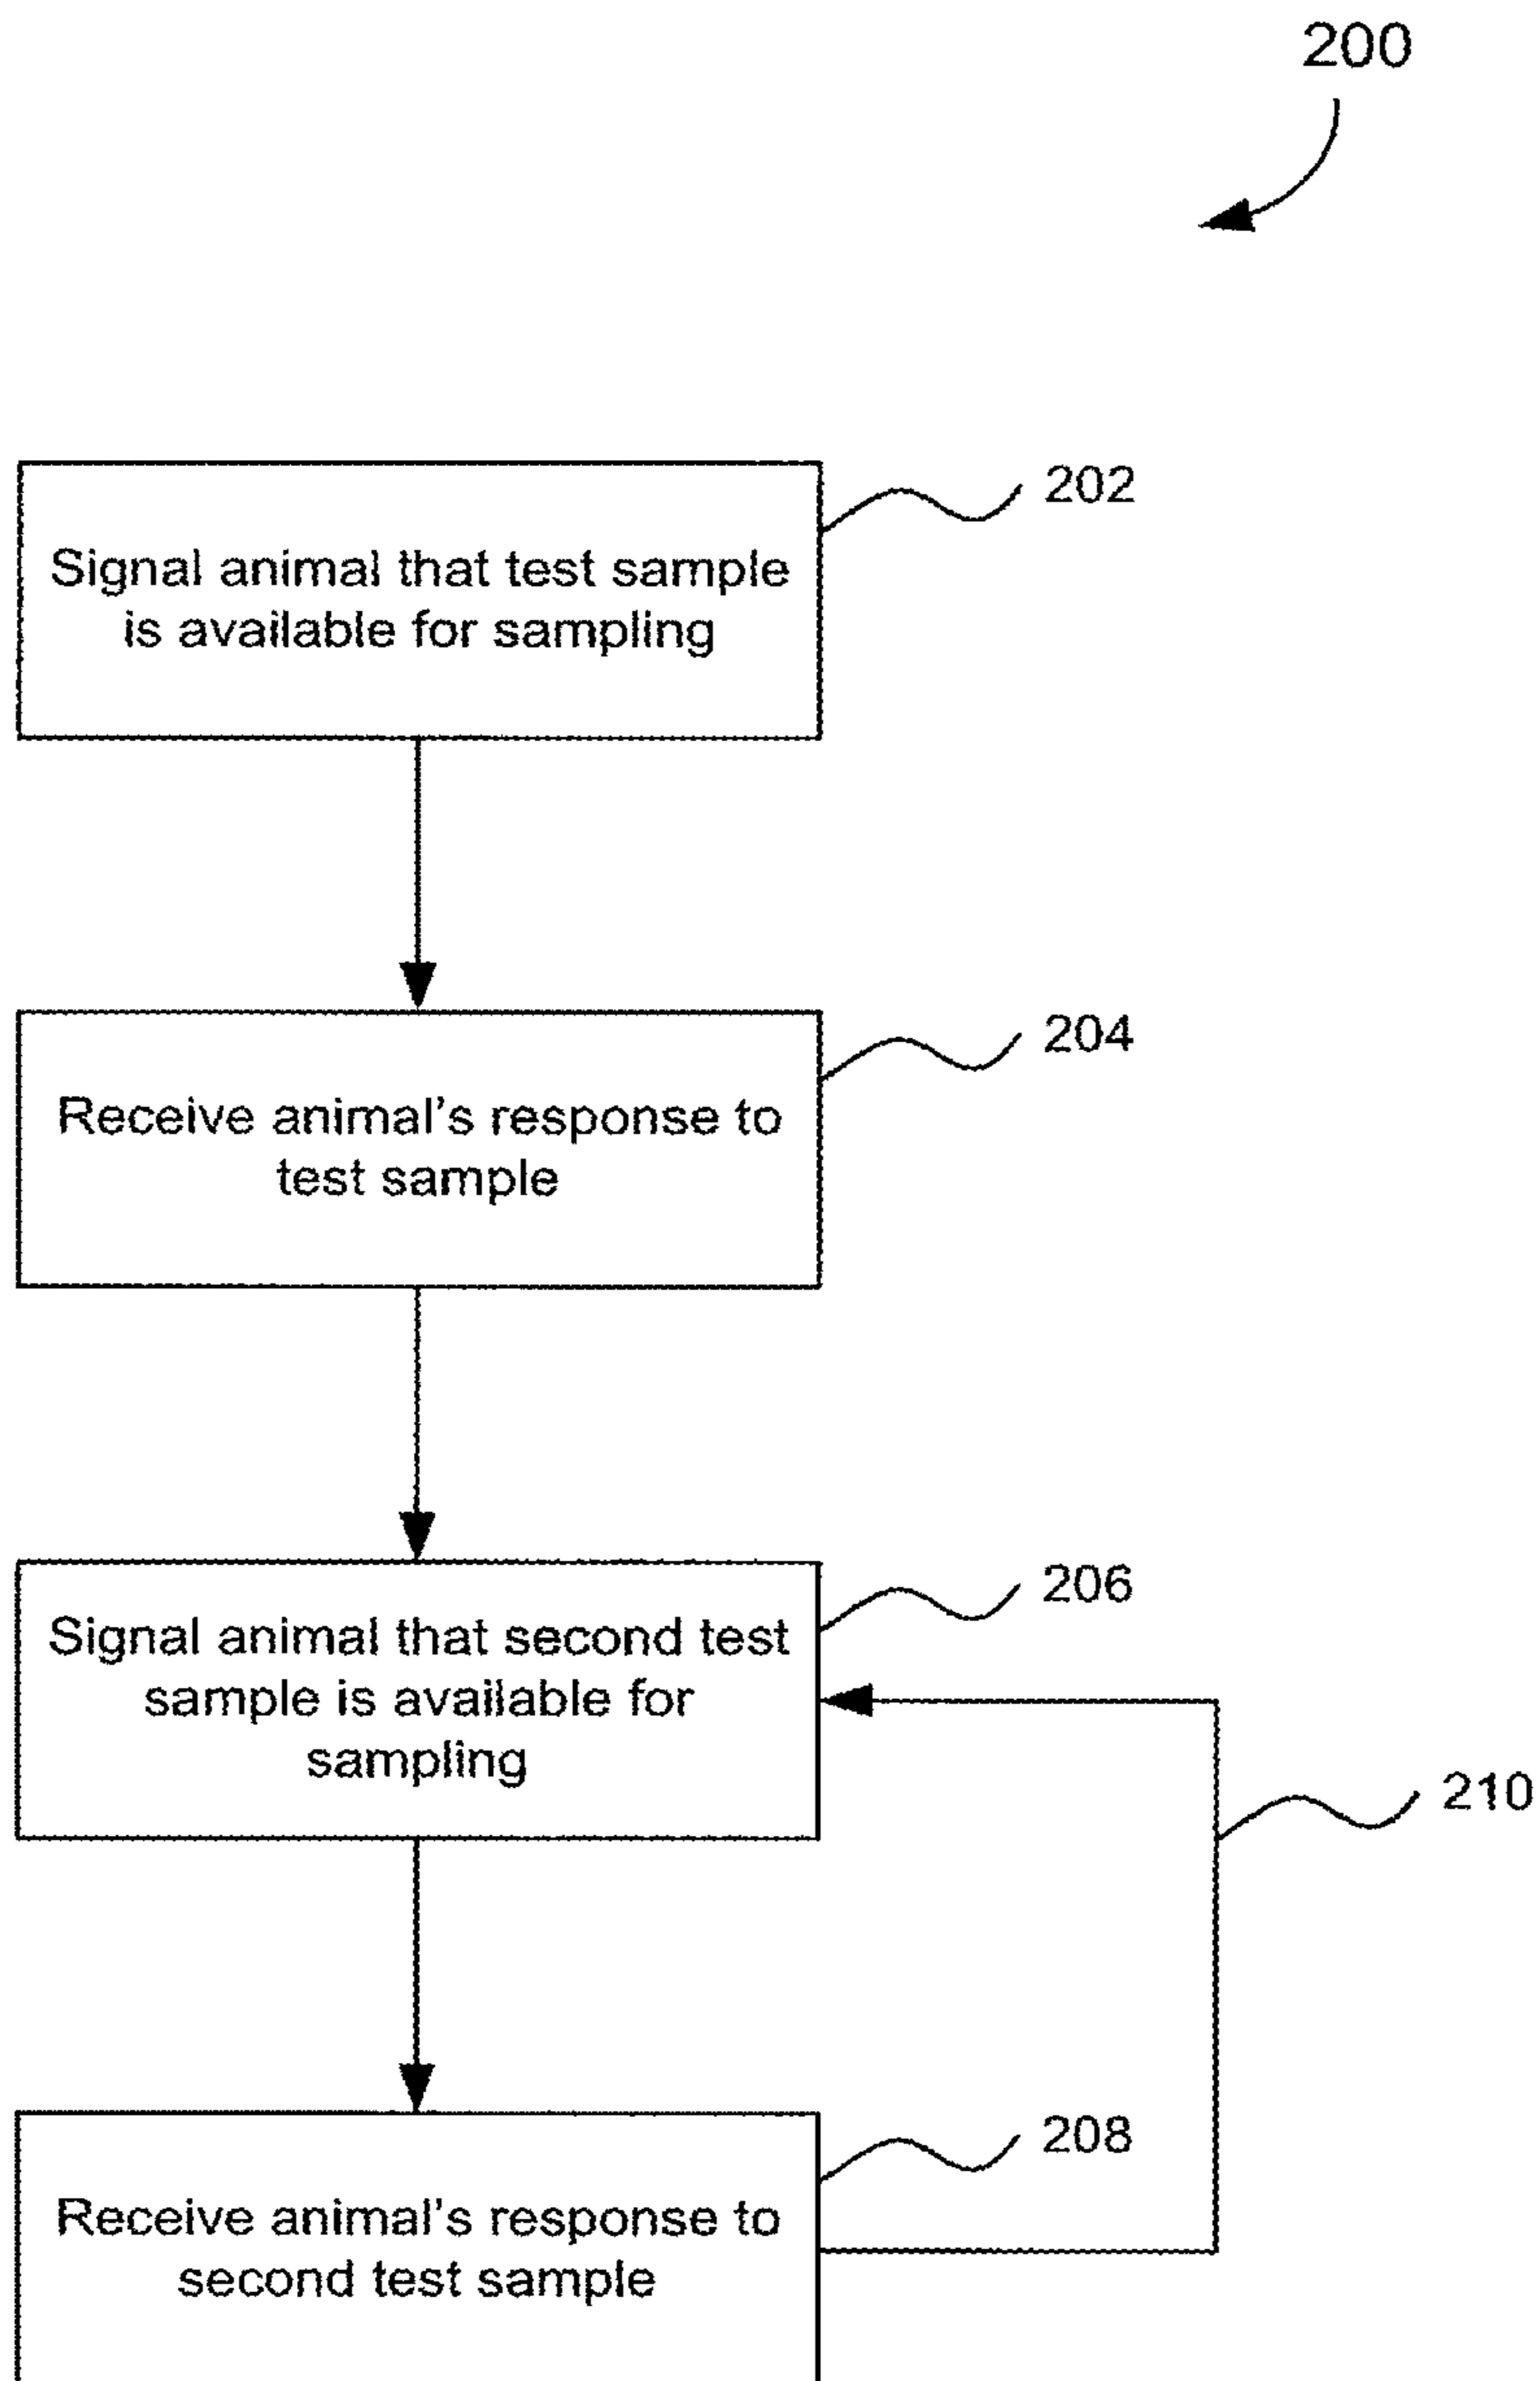 200
202
Signal animal that test sample
is available for sampling
204
Receive animal's response to
test sample
206
Signal animal that second test
sample is available for
sampling
210
208
Receive animal's response to
second test sample